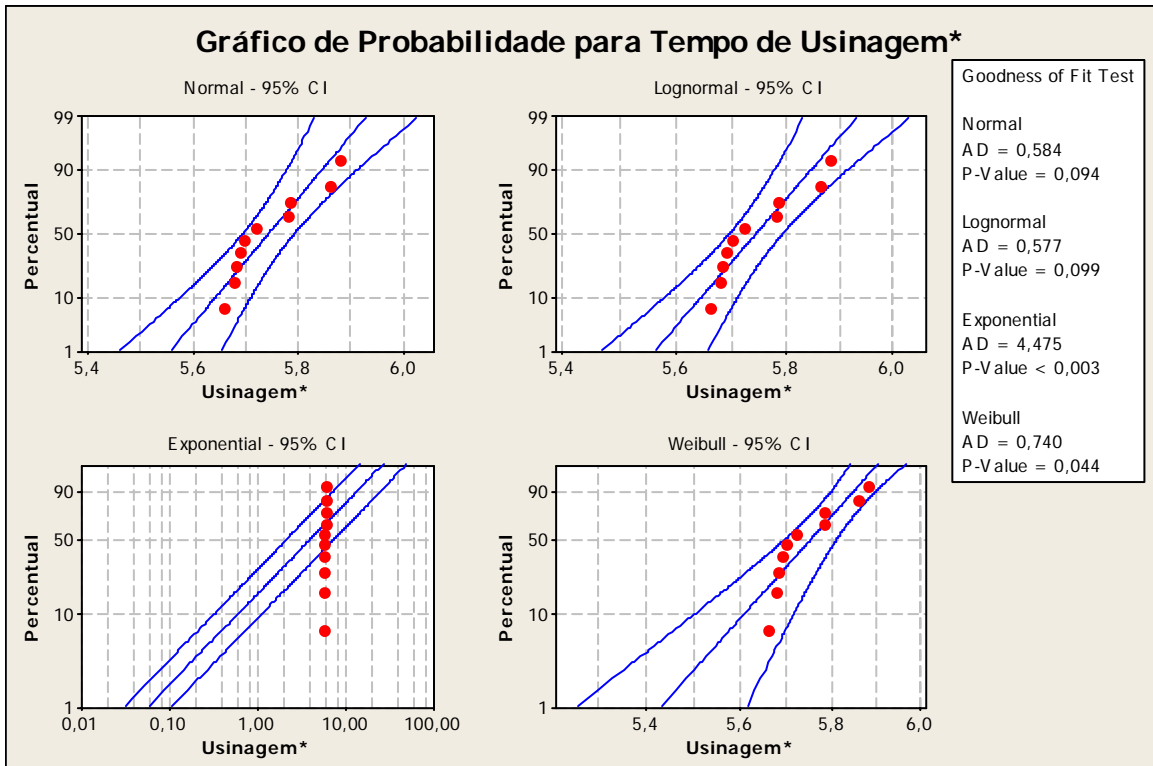 Gráfico de Probabilidade para Tempo de Usinagem*
Normal - 95% CI
Percentual
99
90
50
10
1
5,4
5,6
5,8
6,0
Usinagem*
Lognormal - 95% CI
Percentual
99
90
50
10
1
5,4
5,6
5,8
6,0
Usinagem*
Exponential - 95% CI
Percentual
90
50
10
1
0,01
0,10
1,00
10,00
100,00
Usinagem*
Weibull - 95% CI
Percentual
90
50
10
1
5,4
5,6
5,8
6,0
Usinagem*
Goodness of Fit Test
Normal
AD = 0,584
P-Value = 0,094
Lognormal
AD = 0,577
P-Value = 0,099
Exponential
AD = 4,475
P-Value < 0,003
Weibull
AD = 0,740
P-Value = 0,044